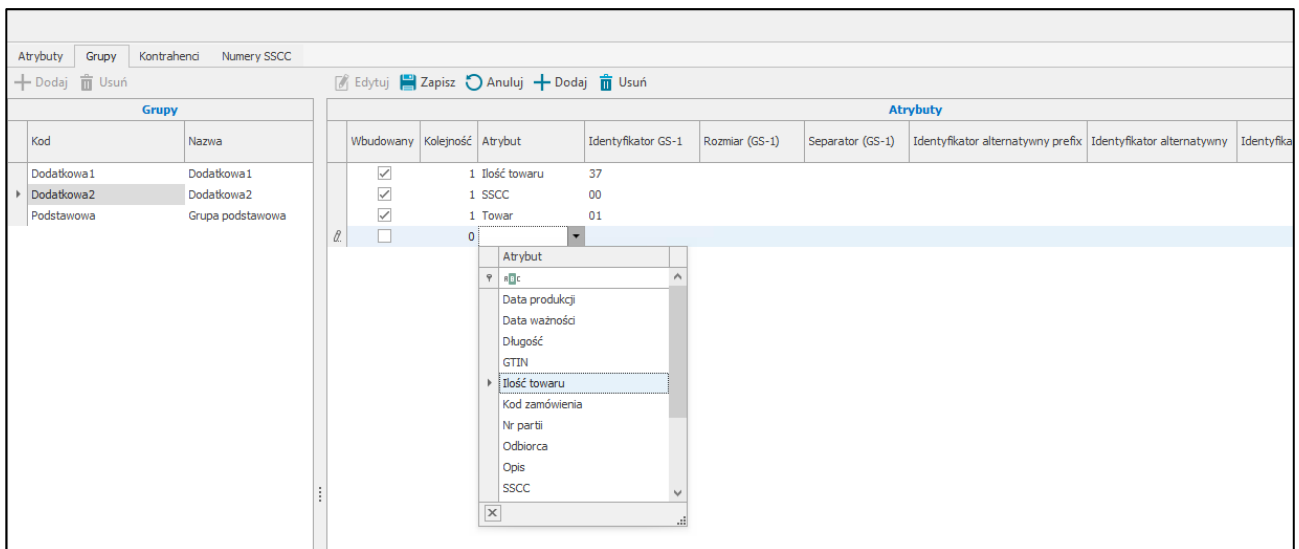 Atrybuty Grupy Kontrahenci Numery SSCC
Dodaj Usuń Edytuj Zapisz Anuluj Dodaj Usuń
Grupy Atrybuty
Kod Nazwa Wbudowany Kolejność Atrybut Identyfikator GS-1 Rozmiar (GS-1) Separator (GS-1) Identyfikator alternatywny prefix Identyfikator alternatywny Identyfika
Dodatkowa1 Dodatkowa1 1 Ilość towaru 37
Dodatkowa2 Dodatkowa2 1 SSCC 00
Podstawowa Grupa podstawowa 1 Towar 01
0
Atrybut
Data produkcji
Data ważności
Długość
GTIN
Ilość towaru
Kod zamówienia
Nr partii
Odbiorca
Opis
SSCC